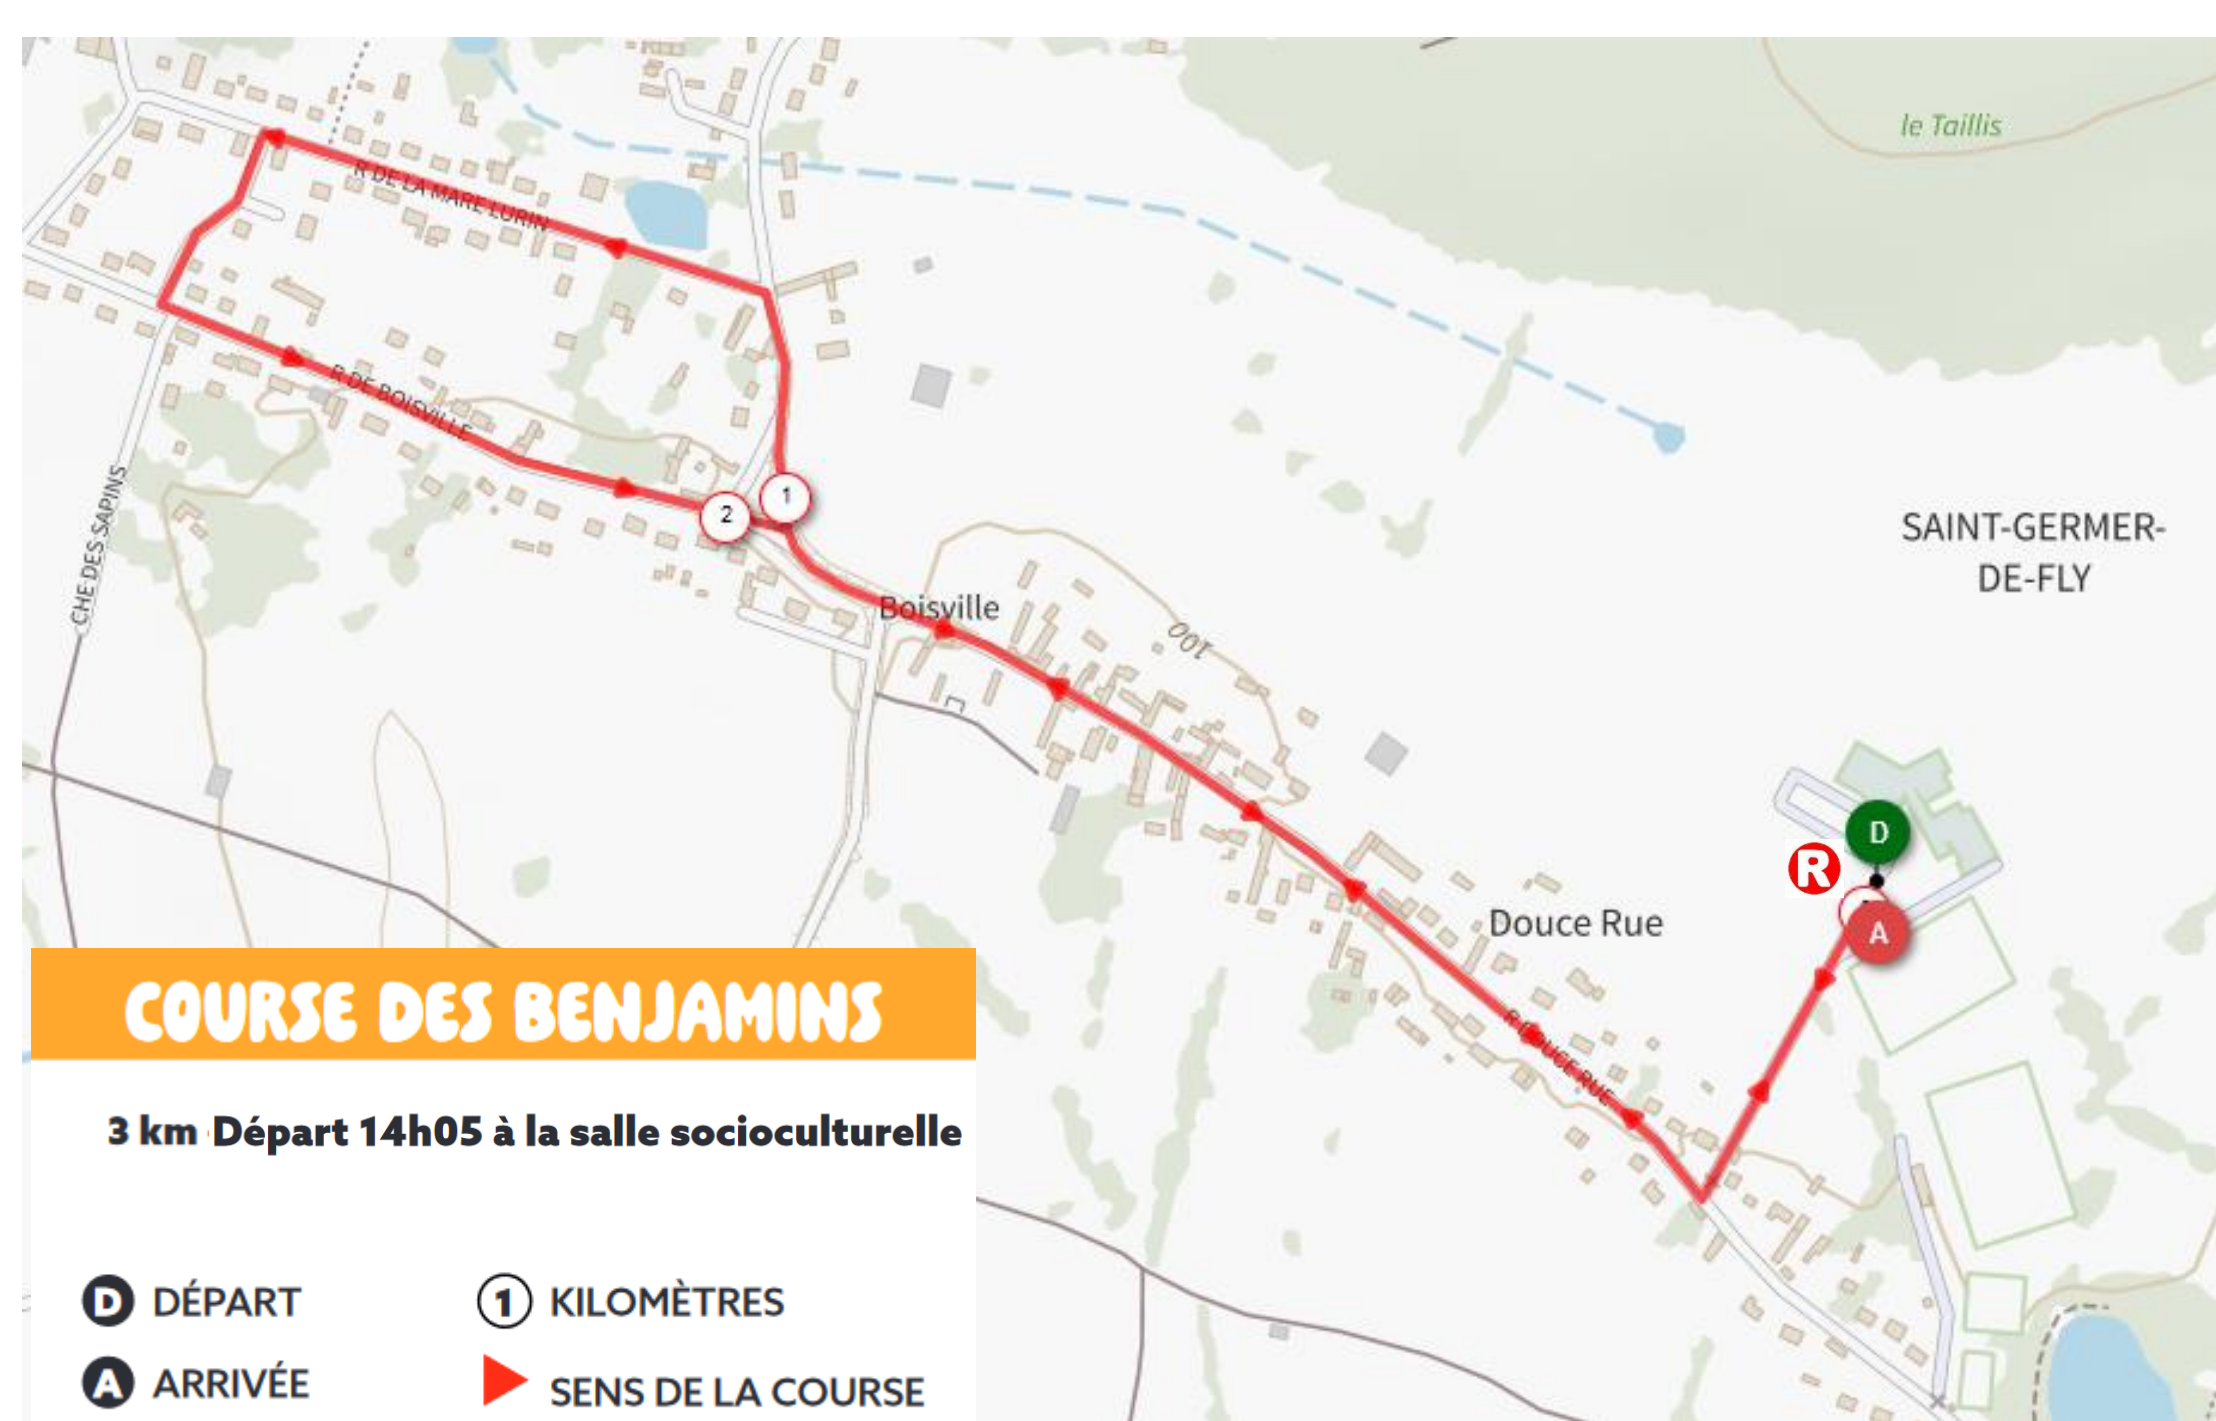 le Taillis
R DE LA MARE LURIN
R DE BOISVILLE
CHE DES SAPINS
2
1
SAINT-GERMER-
DE-FLY
Boisville
100
D
R
A
Douce Rue
R DOUCE RUE
COURSE DES BENJAMINS
3 km Départ 14h05 à la salle socioculturelle
D DÉPART
1 KILOMÈTRES
A ARRIVÉE
SENS DE LA COURSE